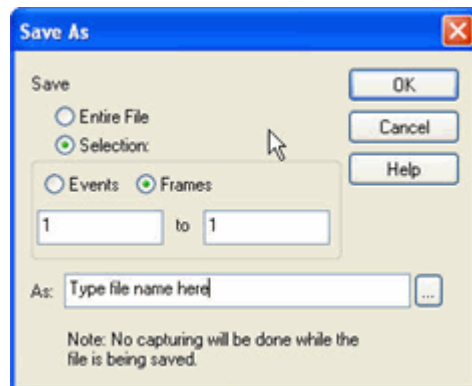 Save As
Save
OK
Entire File
Cancel
Selection:
Help
Events Frames
1 to 1
As: Type file name here ...
Note: No capturing will be done while the
file is being saved.